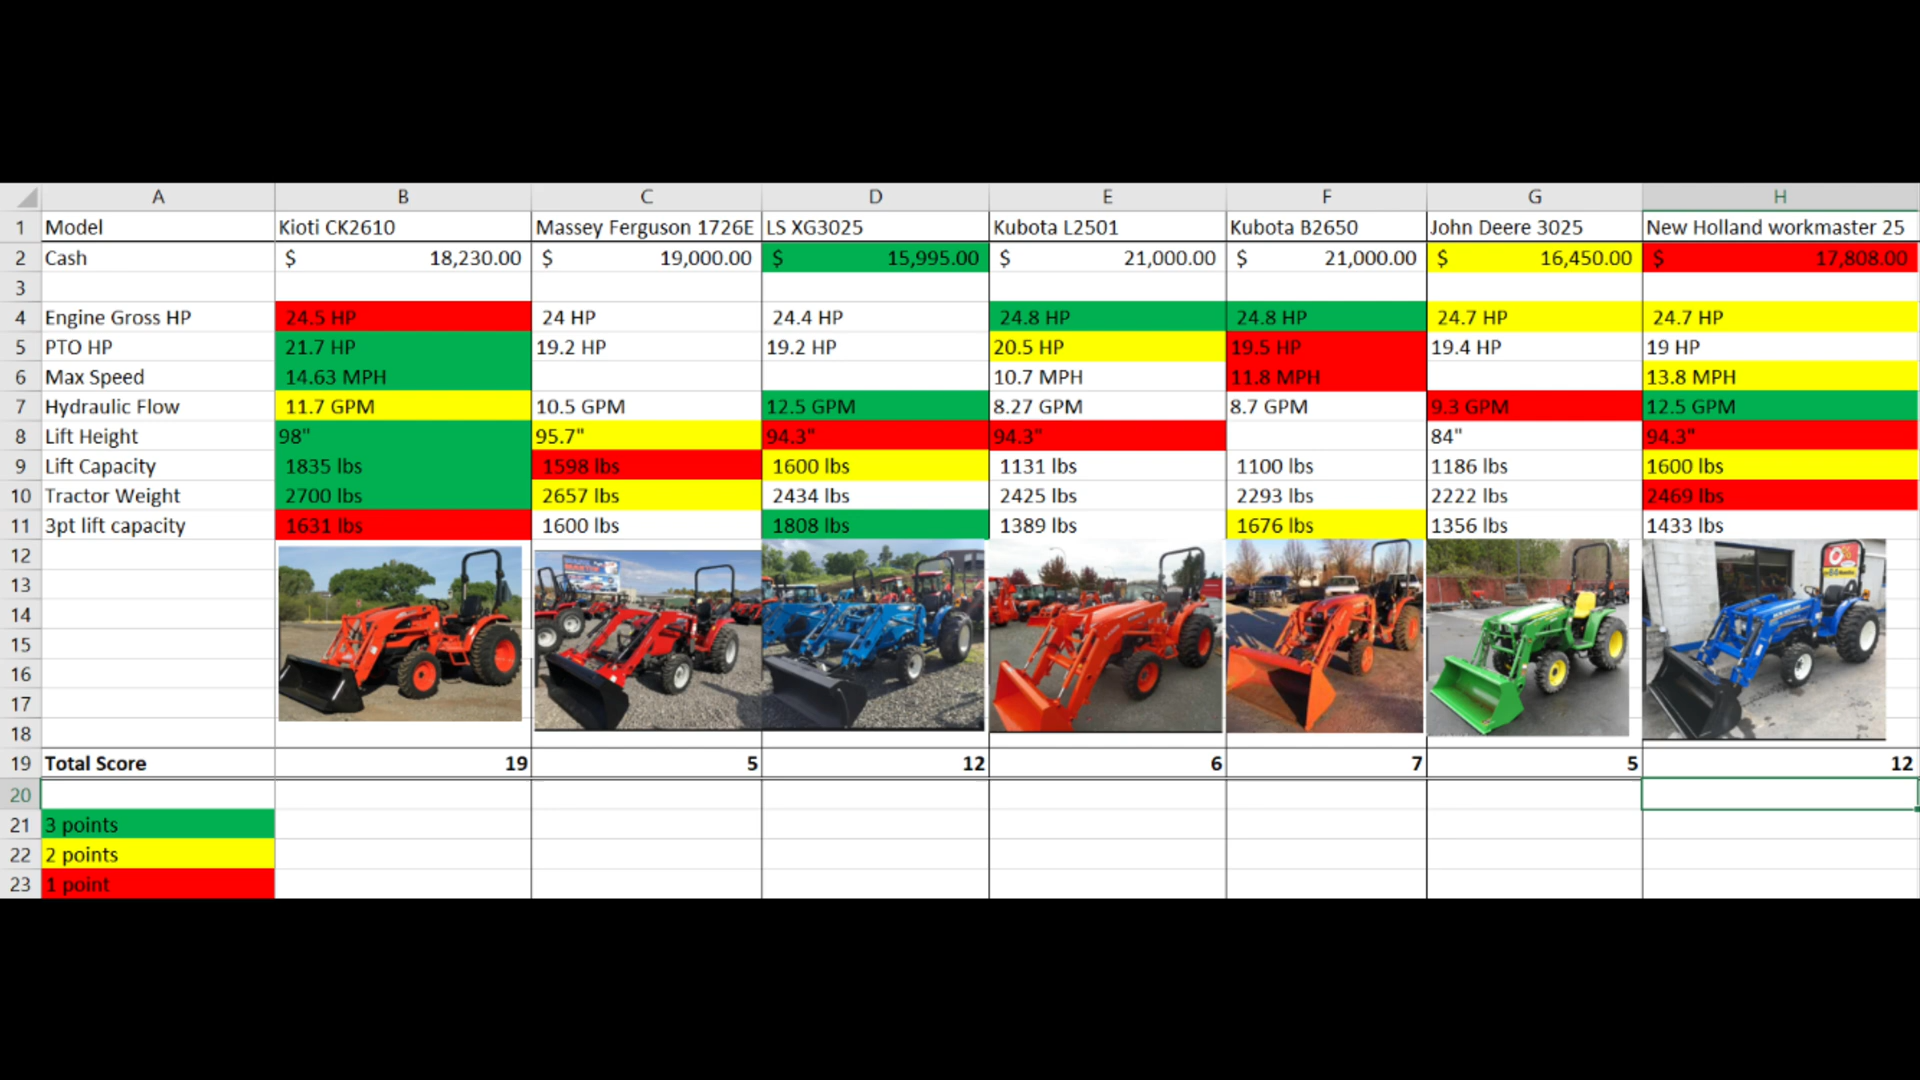 A B C D E F G H
1 Model Kioti CK2610 Massey Ferguson 1726E LS XG3025 Kubota L2501 Kubota B2650 John Deere 3025 New Holland workmaster 25
2 Cash $ 18,230.00 $ 19,000.00 $ 15,995.00 $ 21,000.00 $ 21,000.00 $ 16,450.00 $ 17,808.00
3
4 Engine Gross HP 24.5 HP 24 HP 24.4 HP 24.8 HP 24.8 HP 24.7 HP 24.7 HP
5 PTO HP 21.7 HP 19.2 HP 19.2 HP 20.5 HP 19.5 HP 19.4 HP 19 HP
6 Max Speed 14.63 MPH 10.7 MPH 11.8 MPH 13.8 MPH
7 Hydraulic Flow 11.7 GPM 10.5 GPM 12.5 GPM 8.27 GPM 8.7 GPM 9.3 GPM 12.5 GPM
8 Lift Height 98" 95.7" 94.3" 94.3" 84" 94.3"
9 Lift Capacity 1835 lbs 1598 lbs 1600 lbs 1131 lbs 1100 lbs 1186 lbs 1600 lbs
10 Tractor Weight 2700 lbs 2657 lbs 2434 lbs 2425 lbs 2293 lbs 2222 lbs 2469 lbs
11 3pt lift capacity 1631 lbs 1600 lbs 1808 lbs 1389 lbs 1676 lbs 1356 lbs 1433 lbs
12
13
14
15
16
17
18
19 Total Score 19 5 12 6 7 5 12
20
21 3 points
22 2 points
23 1 point